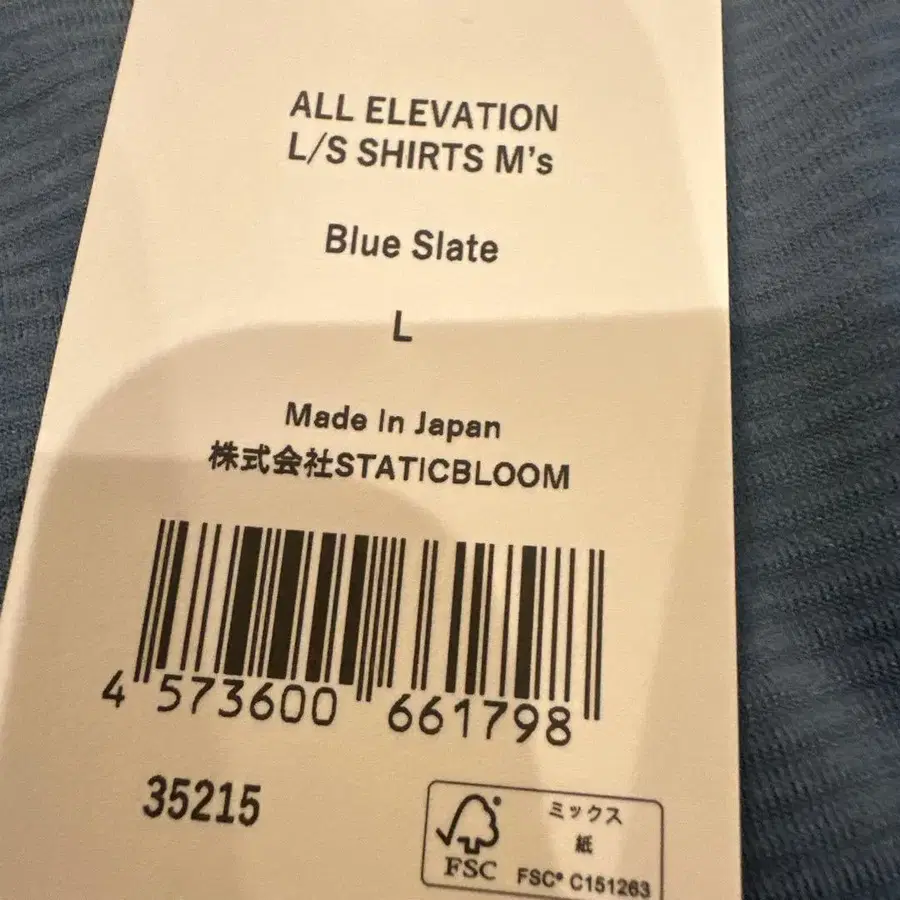 ALL ELEVATION
L/S SHIRTS M's
Blue Slate
L
Made In Japan
株式会社STATICBLOOM
4 573600 661798
35215
FSC
ミックス
紙
FSC® C151263